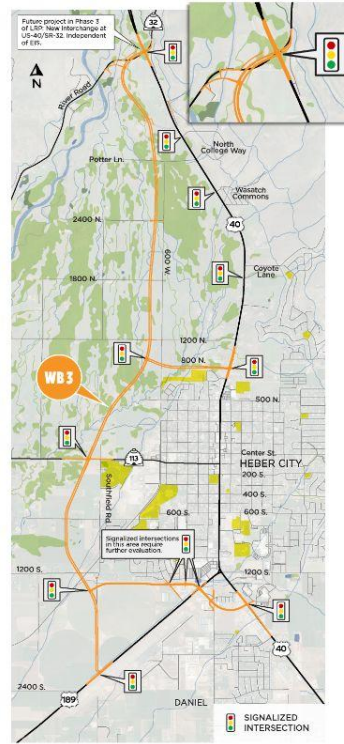 Future project in Phase 3
of LRP: New Interchange at
US-40/SR-32. Independent
of EIS.
32
N
River Road
North
College Way
Potter Ln.
Wasatch
Commons
2400 N.
600 W.
40
1800 N.
Coyote
Lane
1200 N.
800 N.
WB3
500 N.
Center St.
113
HEBER CITY
Southfield Rd.
200 S.
400 S.
600 S.
600 S.
Signalized intersections
in this area require
further evaluation.
1200 S.
1200 S.
40
2400 S.
189
DANIEL
SIGNALIZED
INTERSECTION